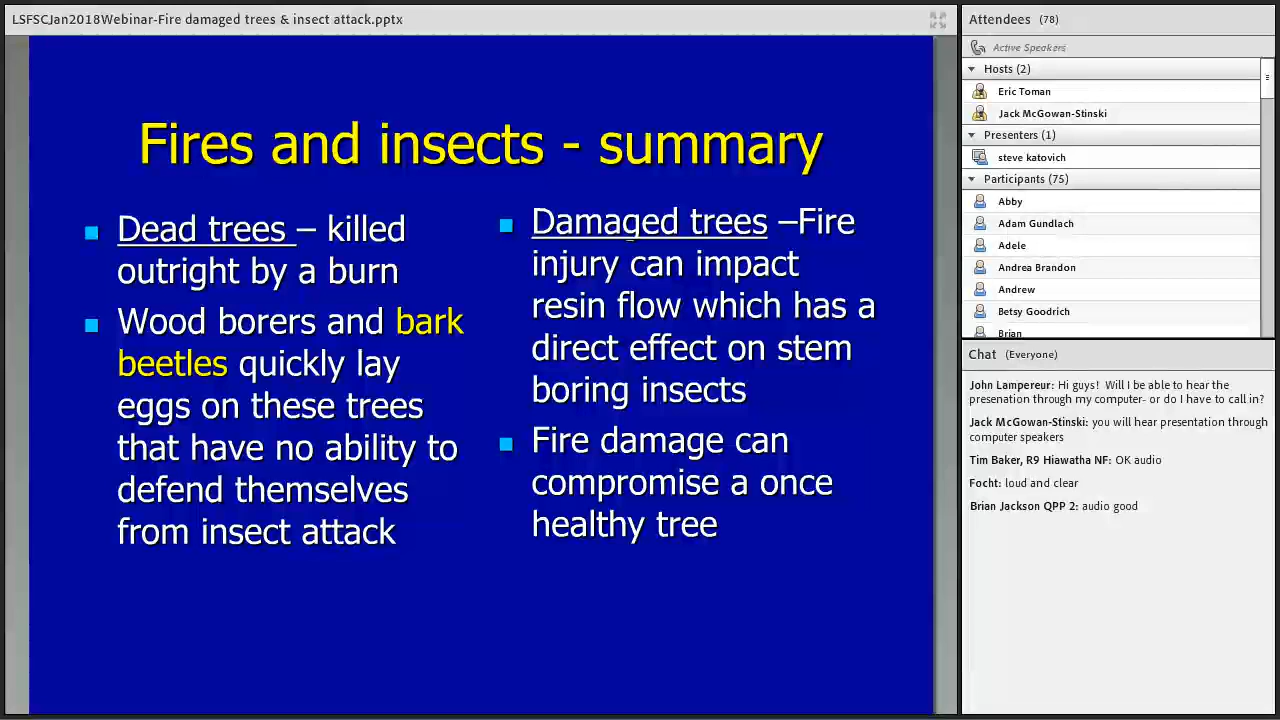 LSFSCJan2018Webinar-Fire damaged trees & insect attack.pptx
Fires and insects - summary
Dead trees – killed
outright by a burn
Wood borers and bark
beetles quickly lay
eggs on these trees
that have no ability to
defend themselves
from insect attack
Damaged trees –Fire
injury can impact
resin flow which has a
direct effect on stem
boring insects
Fire damage can
compromise a once
healthy tree
Attendees (78)
Active Speakers
Hosts (2)
Eric Toman
Jack McGowan-Stinski
Presenters (1)
steve katovich
Participants (75)
Abby
Adam Gundlach
Adele
Andrea Brandon
Andrew
Betsy Goodrich
Brian
Chat (Everyone)
John Lampereur: Hi guys! Will I be able to hear the
presenation through my computer- or do I have to call in?
Jack McGowan-Stinski: you will hear presentation through
computer speakers
Tim Baker, R9 Hiawatha NF: OK audio
Focht: loud and clear
Brian Jackson QPP 2: audio good